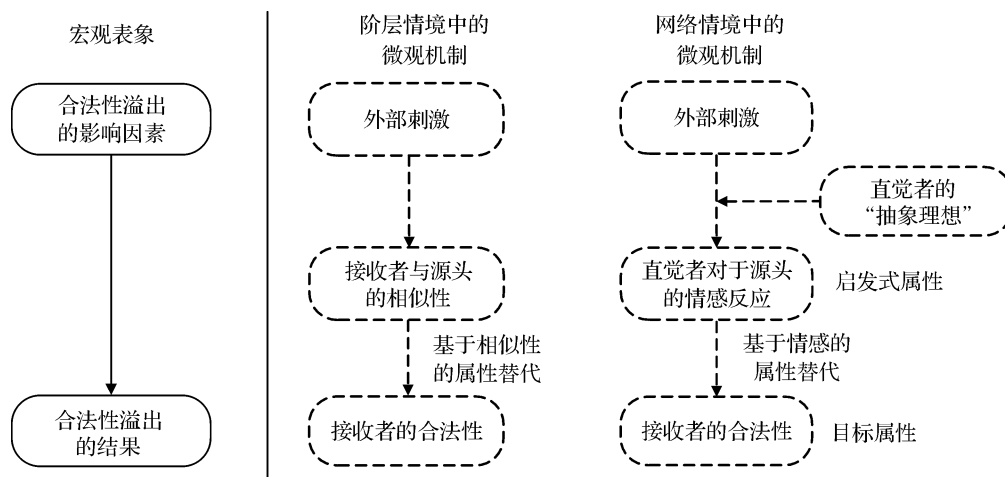 宏观表象
合法性溢出
的影响因素
合法性溢出
的结果
阶层情境中的
微观机制
外部刺激
接收者与源头
的相似性
基于相似性
的属性替代
接收者的合法性
网络情境中的
微观机制
外部刺激
直觉者的
“抽象理想”
直觉者对于源头
的情感反应
启发式属性
基于情感的
属性替代
接收者的合法性
目标属性